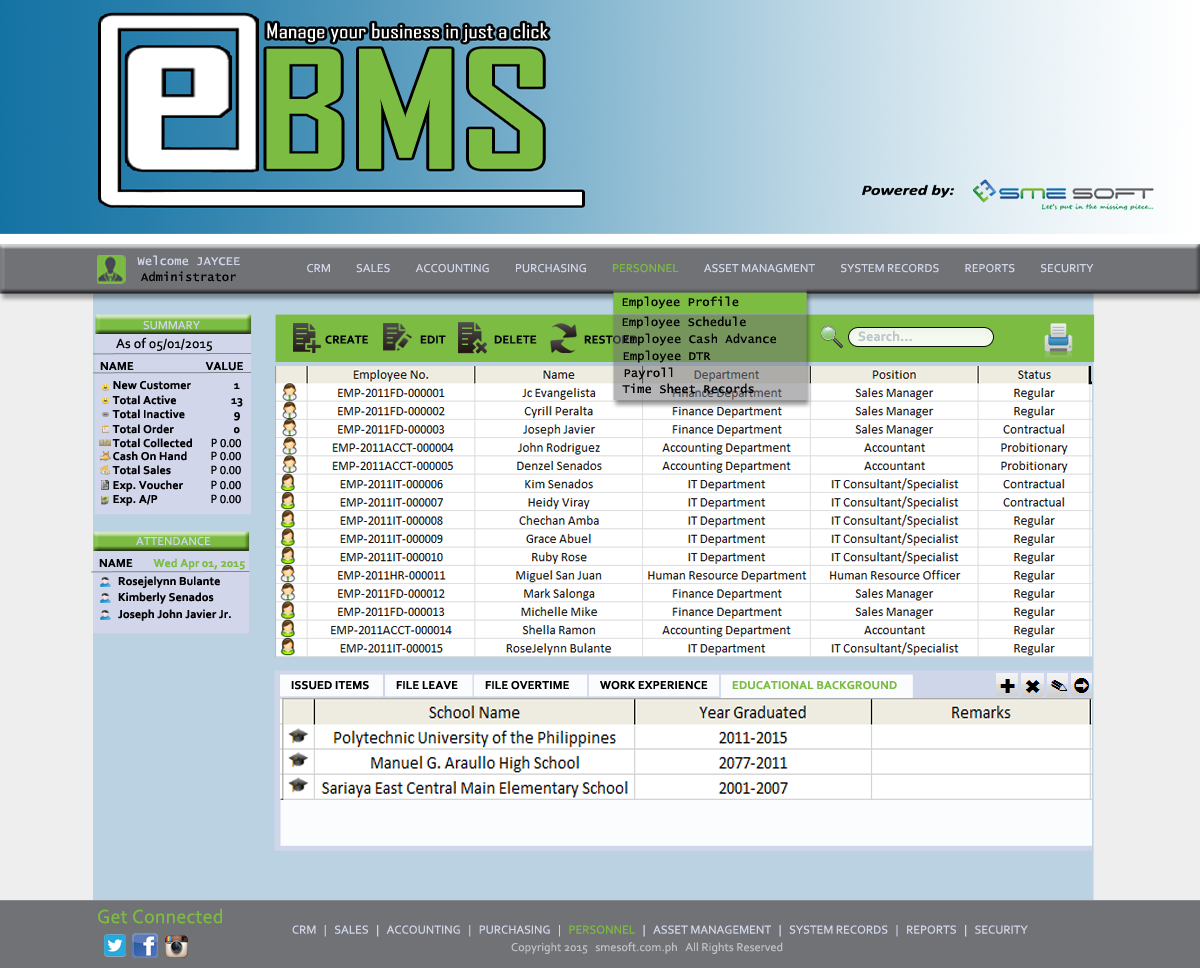 Manage your business in just a click
eBMS
Powered by: SME SOFT
Let's put in the missing piece...
Welcome JAYCEE
Administrator
CRM SALES ACCOUNTING PURCHASING PERSONNEL ASSET MANAGMENT SYSTEM RECORDS REPORTS SECURITY
Employee Profile
Employee Schedule
Employee Cash Advance
Employee DTR
Payroll
Time Sheet Records
SUMMARY
As of 05/01/2015
NAME VALUE
New Customer 1
Total Active 13
Total Inactive 9
Total Order 0
Total Collected P 0.00
Cash On Hand P 0.00
Total Sales P 0.00
Exp. Voucher P 0.00
Exp. A/P P 0.00
ATTENDANCE
NAME Wed Apr 01, 2015
Rosejelynn Bulante
Kimberly Senados
Joseph John Javier Jr.
CREATE EDIT DELETE RESTORE Search...
Employee No. Name Department Position Status
EMP-2011FD-000001 Jc Evangelista Finance Department Sales Manager Regular
EMP-2011FD-000002 Cyrill Peralta Finance Department Sales Manager Regular
EMP-2011FD-000003 Joseph Javier Finance Department Sales Manager Contractual
EMP-2011ACCT-000004 John Rodriguez Accounting Department Accountant Probitionary
EMP-2011ACCT-000005 Denzel Senados Accounting Department Accountant Probitionary
EMP-2011IT-000006 Kim Senados IT Department IT Consultant/Specialist Contractual
EMP-2011IT-000007 Heidy Viray IT Department IT Consultant/Specialist Contractual
EMP-2011IT-000008 Chechan Amba IT Department IT Consultant/Specialist Regular
EMP-2011IT-000009 Grace Abuel IT Department IT Consultant/Specialist Regular
EMP-2011IT-000010 Ruby Rose IT Department IT Consultant/Specialist Regular
EMP-2011HR-000011 Miguel San Juan Human Resource Department Human Resource Officer Regular
EMP-2011FD-000012 Mark Salonga Finance Department Sales Manager Regular
EMP-2011FD-000013 Michelle Mike Finance Department Sales Manager Regular
EMP-2011ACCT-000014 Shella Ramon Accounting Department Accountant Regular
EMP-2011IT-000015 RoseJelynn Bulante IT Department IT Consultant/Specialist Regular
ISSUED ITEMS FILE LEAVE FILE OVERTIME WORK EXPERIENCE EDUCATIONAL BACKGROUND
School Name Year Graduated Remarks
Polytechnic University of the Philippines 2011-2015
Manuel G. Araullo High School 2077-2011
Sariaya East Central Main Elementary School 2001-2007
Get Connected
CRM | SALES | ACCOUNTING | PURCHASING | PERSONNEL | ASSET MANAGEMENT | SYSTEM RECORDS | REPORTS | SECURITY
Copyright 2015 smesoft.com.ph All Rights Reserved